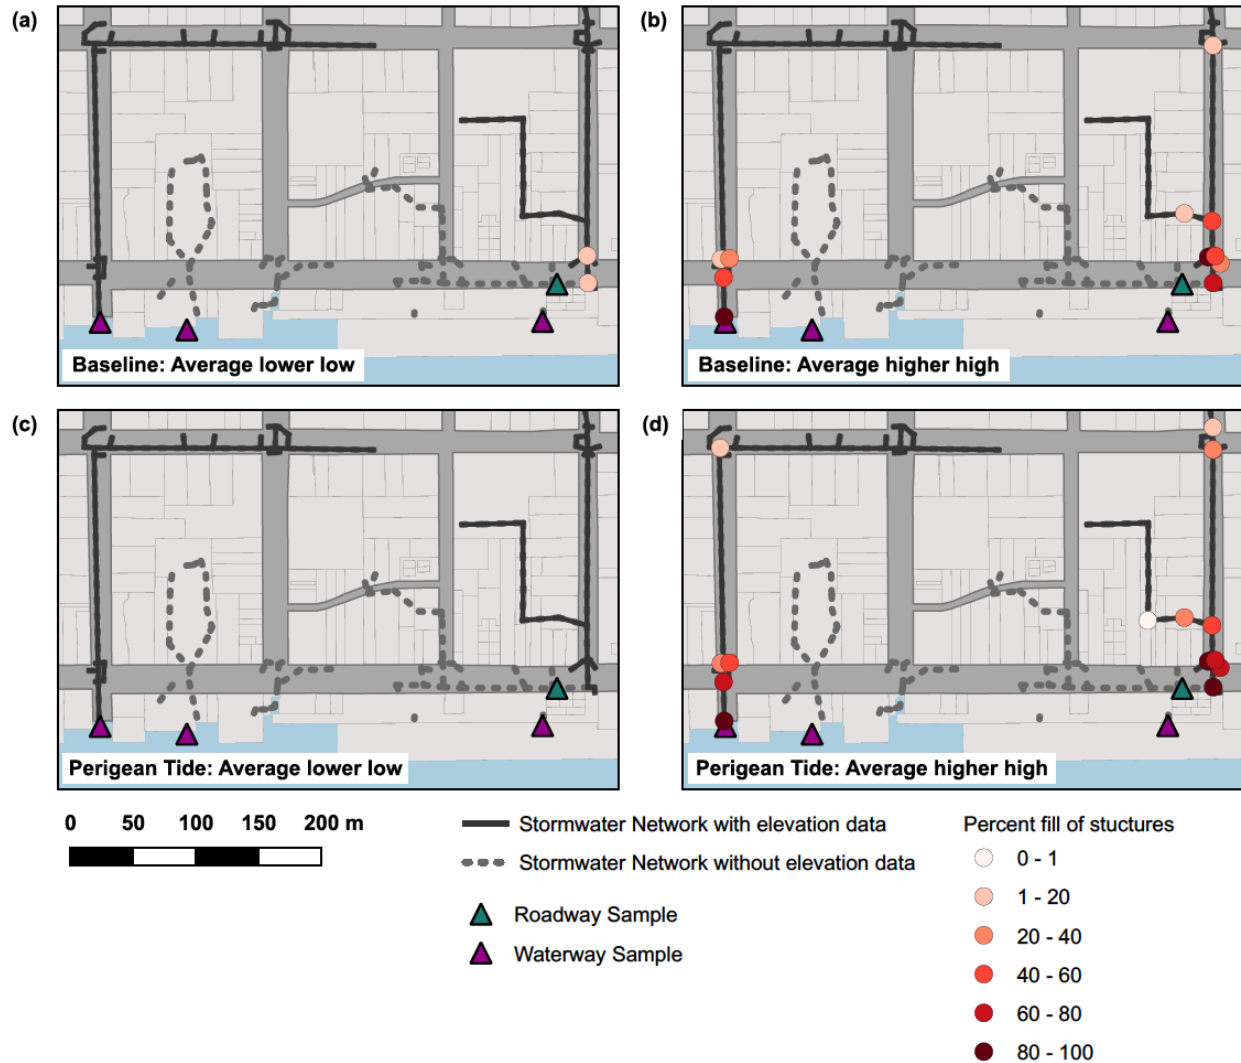 (a)
(b)
Baseline: Average lower low
Baseline: Average higher high
(c)
(d)
Perigean Tide: Average lower low
Perigean Tide: Average higher high
0 50 100 150 200 m
Stormwater Network with elevation data
Stormwater Network without elevation data
Roadway Sample
Waterway Sample
Percent fill of stuctures
0 - 1
1 - 20
20 - 40
40 - 60
60 - 80
80 - 100